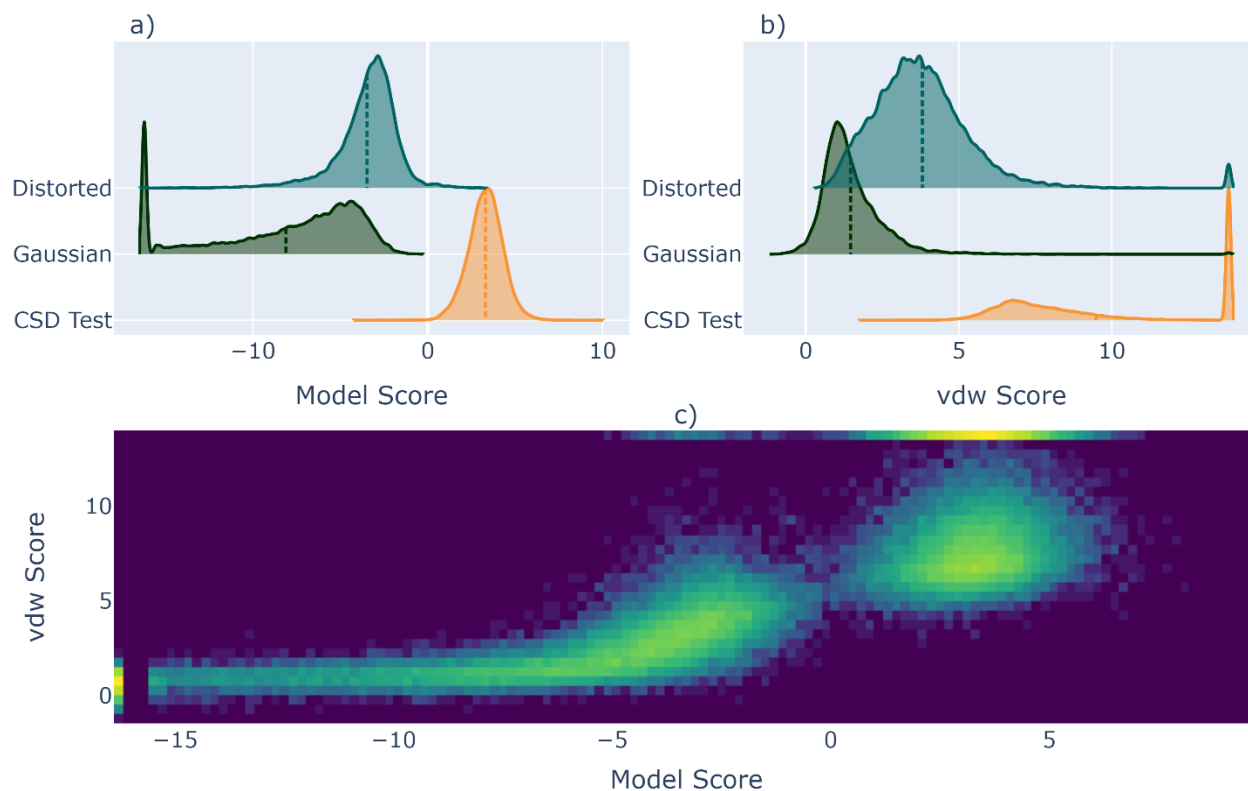 a)
b)
Distorted
Gaussian
CSD Test
−10
0
10
Model Score
Distorted
Gaussian
CSD Test
0
5
10
vdw Score
c)
vdw Score
10
5
0
−15
−10
−5
0
5
Model Score